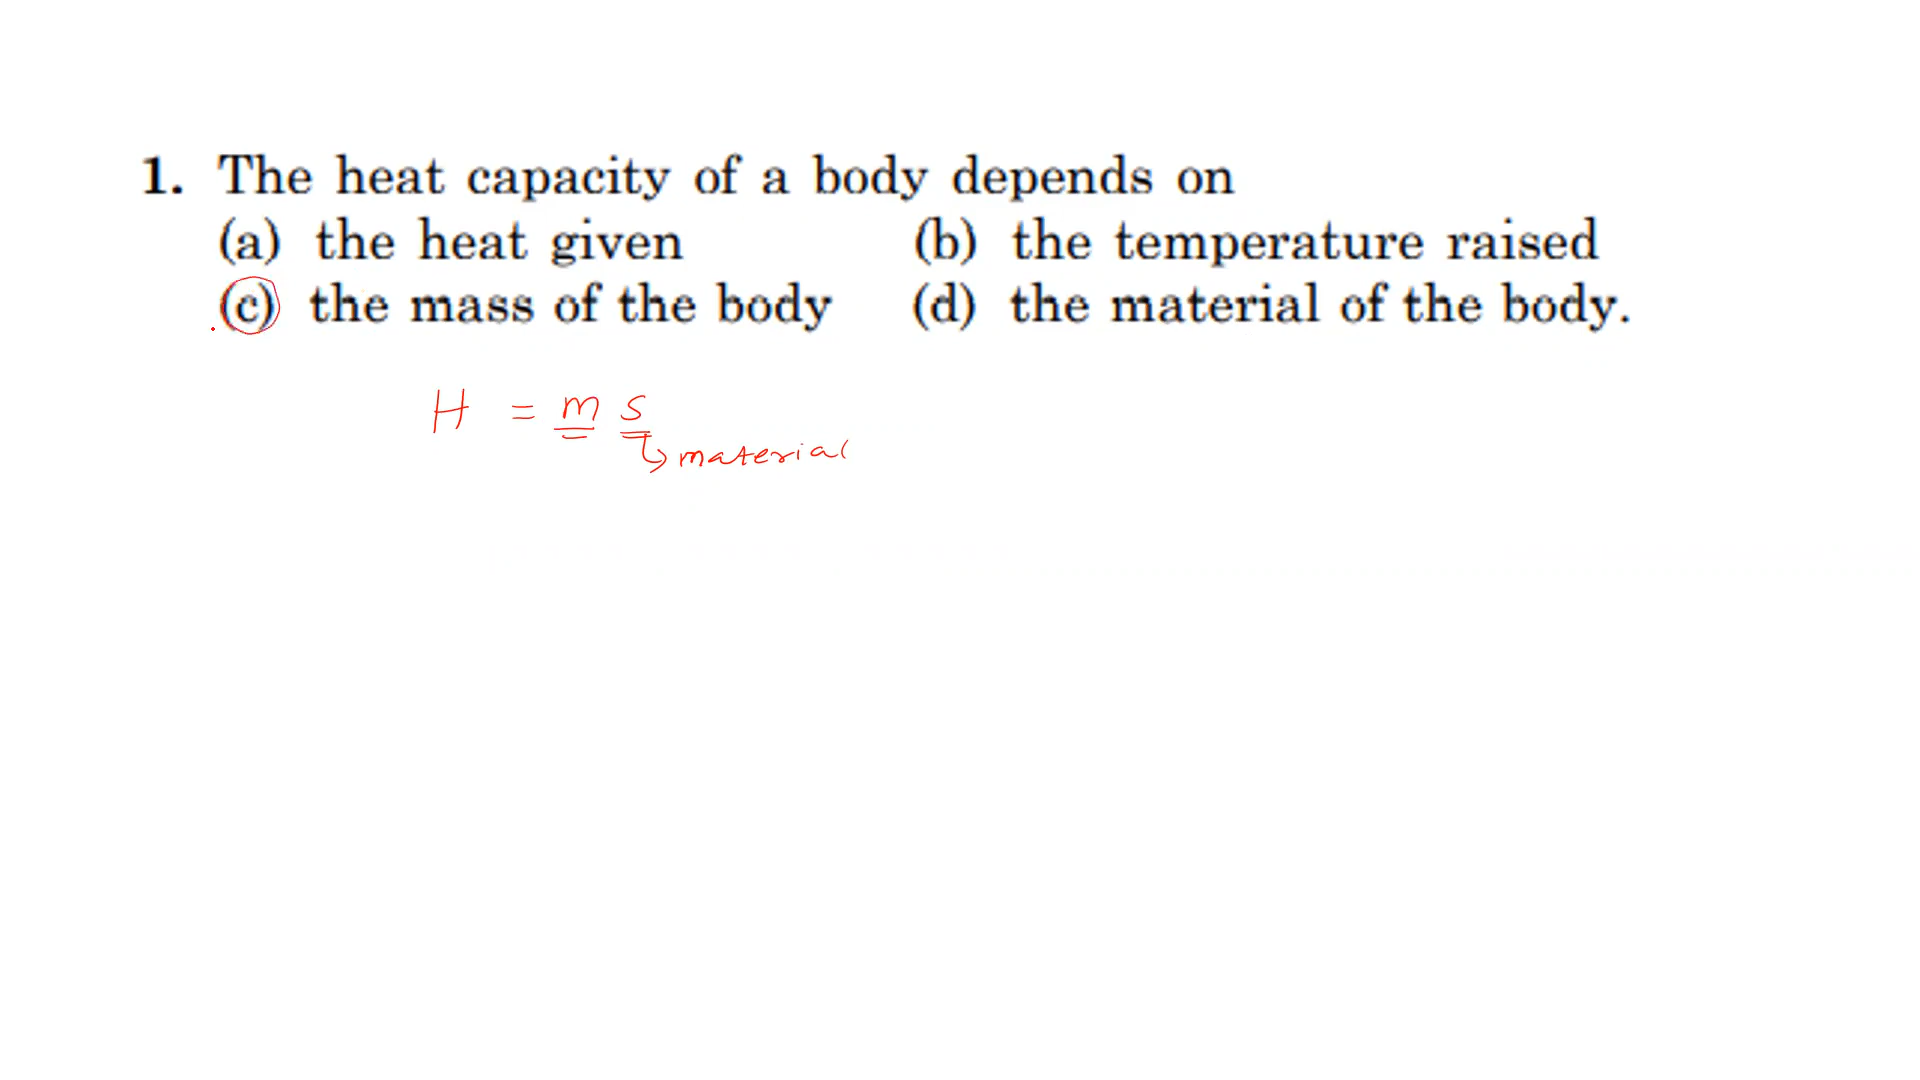 1. The heat capacity of a body depends on
(a) the heat given (b) the temperature raised
(c) the mass of the body (d) the material of the body.
H = m s
↳ material